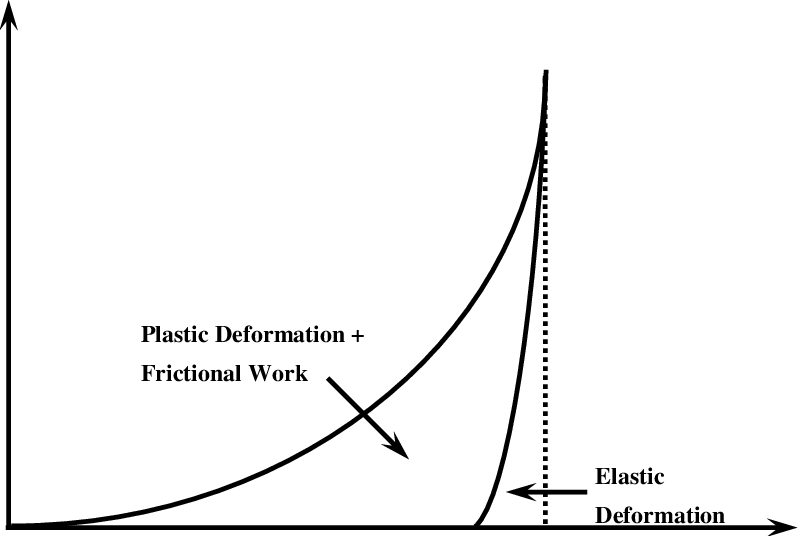 Plastic Deformation +
Frictional Work
Elastic
Deformation